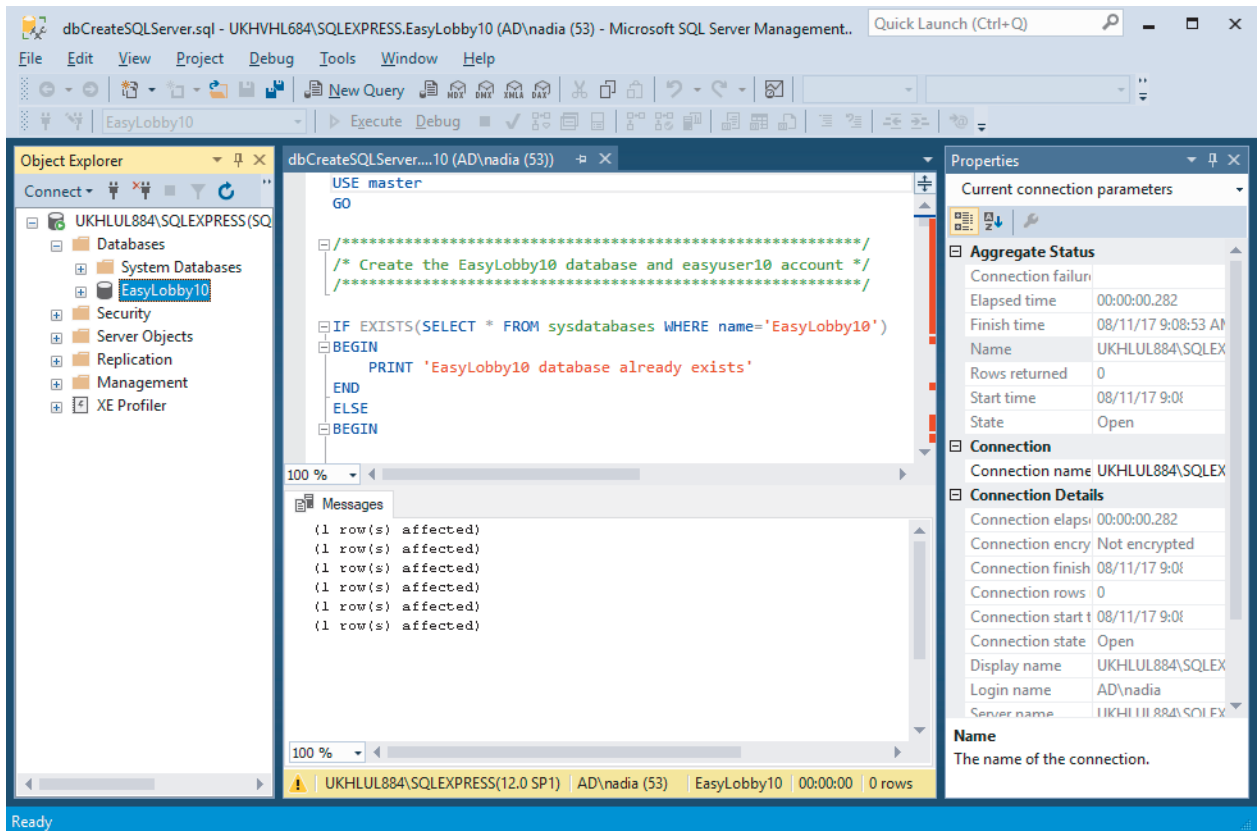 dbCreateSQLServer.sql - UKHVHL684\SQLEXPRESS.EasyLobby10 (AD\nadia (53) - Microsoft SQL Server Management..
Quick Launch (Ctrl+Q)
File Edit View Project Debug Tools Window Help
New Query MDX DMX XMLA DAX
EasyLobby10 Execute Debug
Object Explorer
Connect
UKHLUL884\SQLEXPRESS(SQ
Databases
System Databases
EasyLobby10
Security
Server Objects
Replication
Management
XE Profiler
dbCreateSQLServer....10 (AD\nadia (53))
USE master
GO
/***********************************************************/
/* Create the EasyLobby10 database and easyuser10 account */
/***********************************************************/
IF EXISTS(SELECT * FROM sysdatabases WHERE name='EasyLobby10')
BEGIN
PRINT 'EasyLobby10 database already exists'
END
ELSE
BEGIN
100 %
Messages
(1 row(s) affected)
(1 row(s) affected)
(1 row(s) affected)
(1 row(s) affected)
(1 row(s) affected)
(1 row(s) affected)
100 %
UKHLUL884\SQLEXPRESS(12.0 SP1) AD\nadia (53) EasyLobby10 00:00:00 0 rows
Properties
Current connection parameters
Aggregate Status
Connection failur
Elapsed time 00:00:00.282
Finish time 08/11/17 9:08:53 AM
Name UKHLUL884\SQLEX
Rows returned 0
Start time 08/11/17 9:08
State Open
Connection
Connection name UKHLUL884\SQLEX
Connection Details
Connection elaps 00:00:00.282
Connection encry Not encrypted
Connection finish 08/11/17 9:08
Connection rows 0
Connection start t 08/11/17 9:08
Connection state Open
Display name UKHLUL884\SQLEX
Login name AD\nadia
Server name UKHLUL884\SQLEX
Name
The name of the connection.
Ready